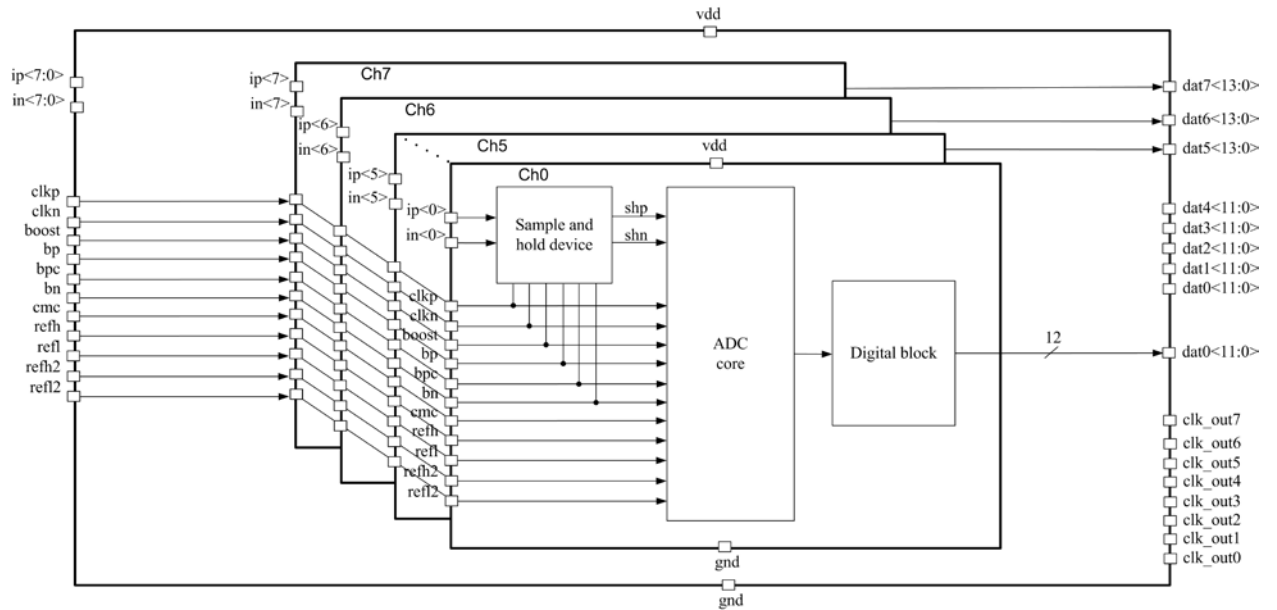 vdd
ip<7:0>
in<7:0>
Ch7
ip<7>
in<7>
dat7<13:0>
Ch6
ip<6>
in<6>
dat6<13:0>
Ch5
ip<5>
in<5>
dat5<13:0>
vdd
Ch0
ip<0>
in<0>
Sample and
hold device
shp
shn
clkp
clkn
boost
bp
bpc
bn
cmc
refh
refl
refh2
refl2
clkp
clkn
boost
bp
bpc
bn
cmc
refh
refl
refh2
refl2
ADC
core
Digital block
12
dat4<11:0>
dat3<11:0>
dat2<11:0>
dat1<11:0>
dat0<11:0>
dat0<11:0>
clk_out7
clk_out6
clk_out5
clk_out4
clk_out3
clk_out2
clk_out1
clk_out0
gnd
gnd